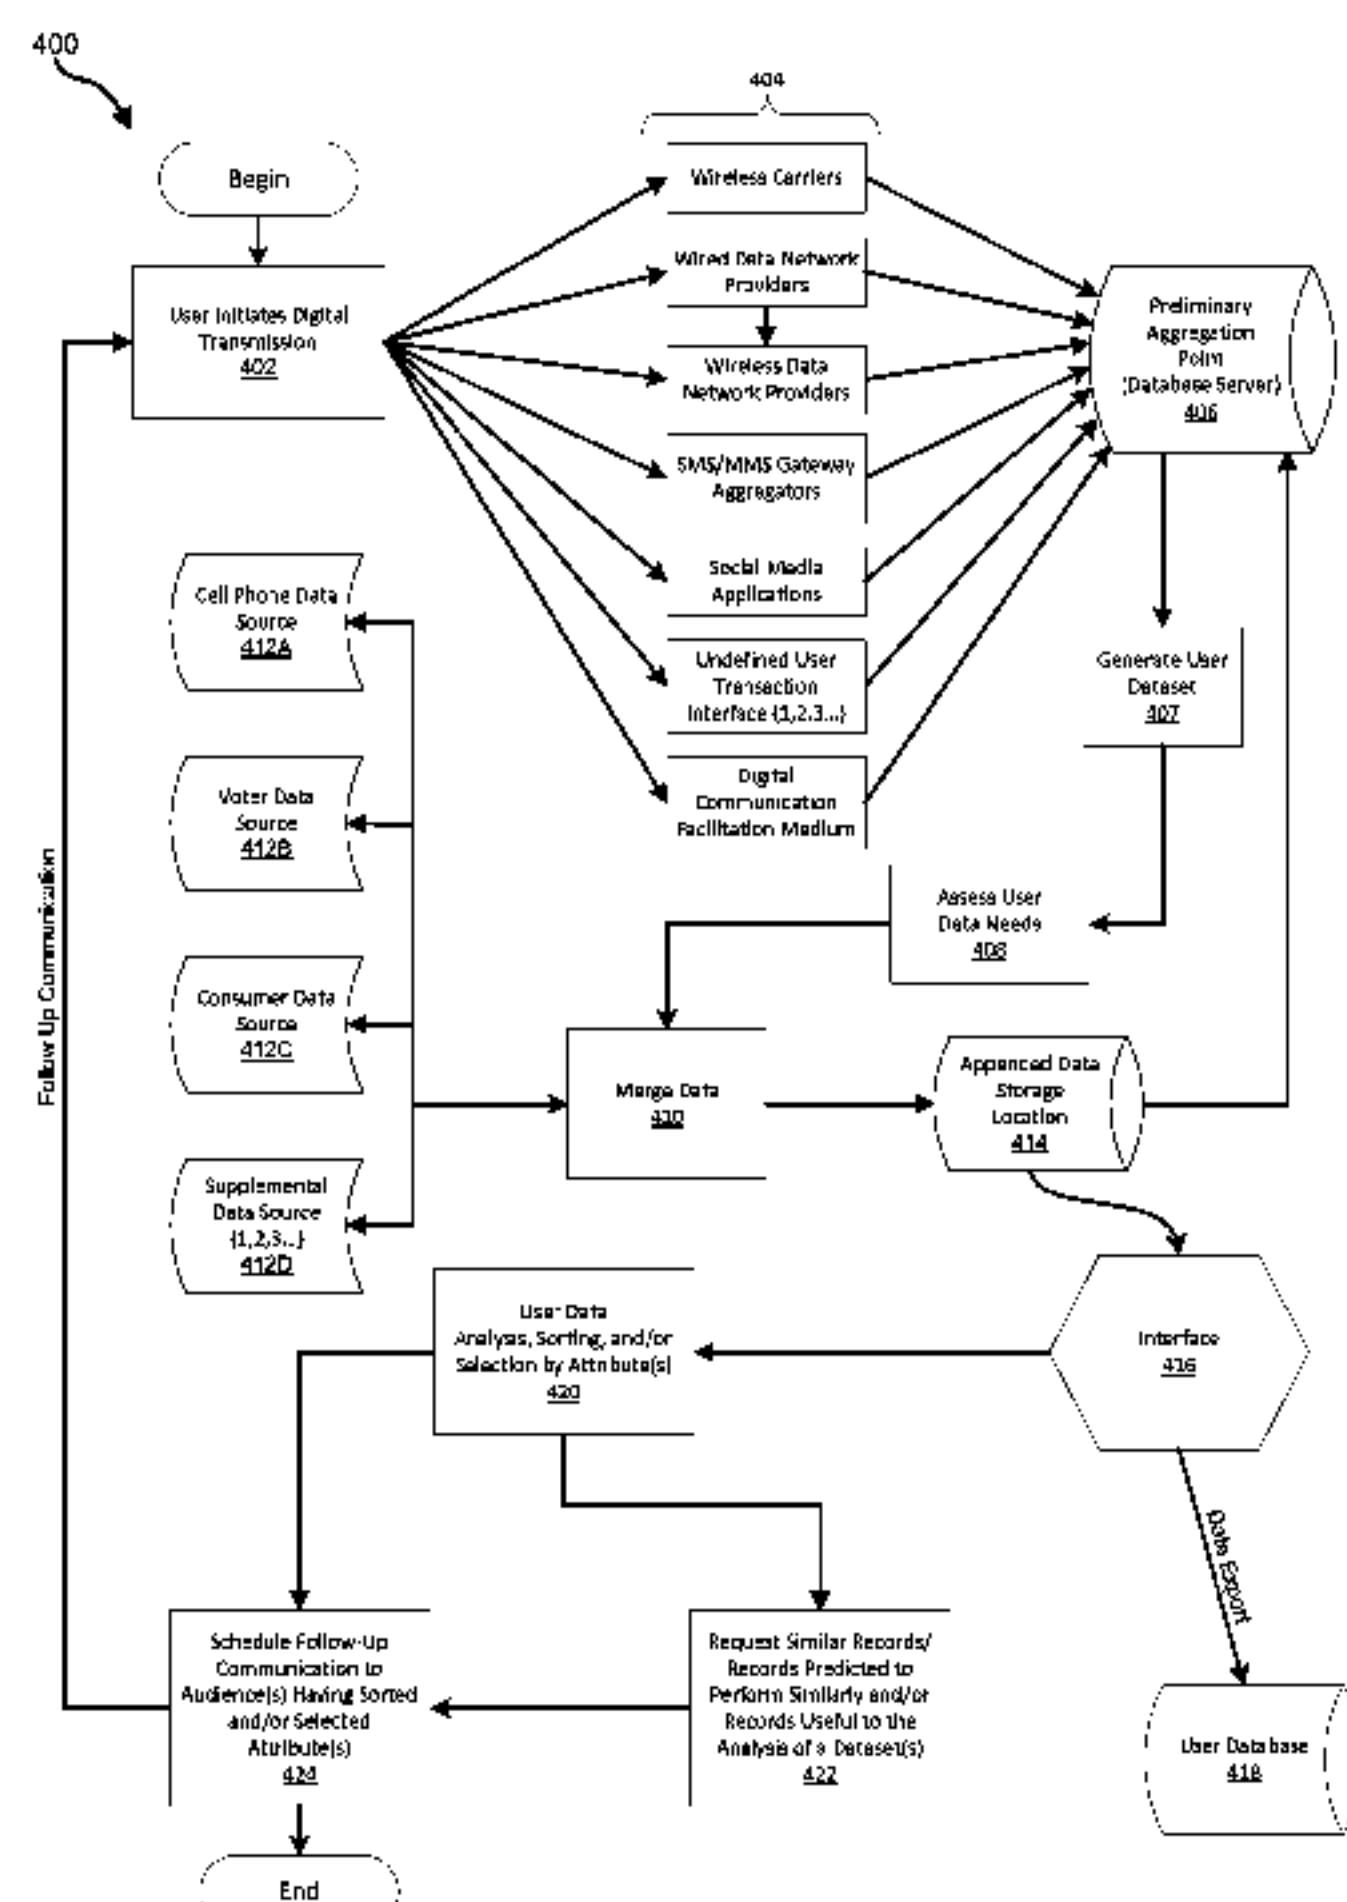 400
404
Begin
User Initiates Digital
Transmission
402
Wireless Carriers
Wired Data Network
Providers
Wireless Data
Network Providers
SMS/MMS Gateway
Aggregators
Social Media
Applications
Undefined User
Transaction
Interface {1,2,3...}
Digital
Communication
Facilitation Medium
Preliminary
Aggregation
Point
(Database Server)
406
Generate User
Dataset
407
Assess User
Data Needs
408
Cell Phone Data
Source
412A
Voter Data
Source
412B
Consumer Data
Source
412C
Supplemental
Data Source
{1,2,3...}
412D
Follow Up Communication
Merge Data
410
Appended Data
Storage
Location
414
Interface
416
User Data
Analysis, Sorting, and/or
Selection by Attribute(s)
420
Data Export
Schedule Follow-Up
Communication to
Audience(s) Having Sorted
and/or Selected
Attribute(s)
424
Request Similar Records/
Records Predicted to
Perform Similarly and/or
Records Useful to the
Analysis of a Dataset(s)
422
User Database
418
End